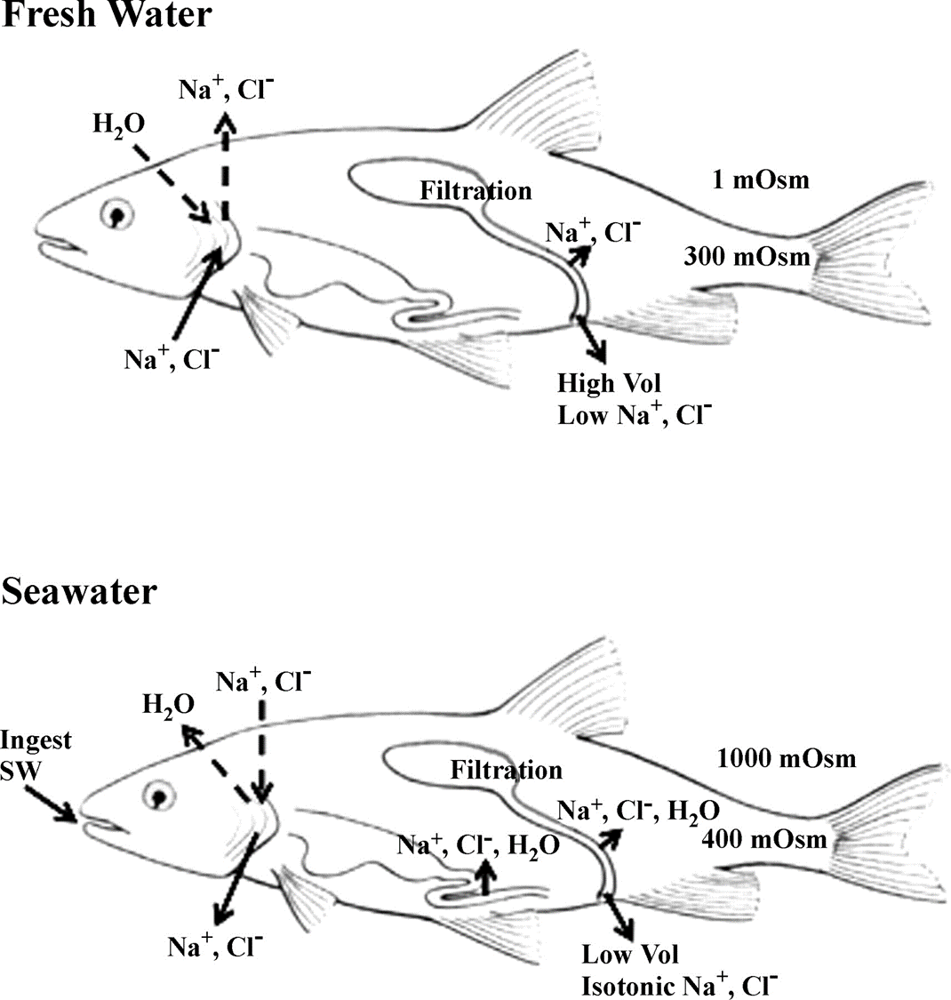 Fresh Water
Na⁺, Cl⁻
H₂O
Filtration
1 mOsm
Na⁺, Cl⁻
300 mOsm
Na⁺, Cl⁻
High Vol
Low Na⁺, Cl⁻
Seawater
Na⁺, Cl⁻
H₂O
Ingest
SW
Filtration
1000 mOsm
Na⁺, Cl⁻, H₂O
400 mOsm
Na⁺, Cl⁻, H₂O
Na⁺, Cl⁻
Low Vol
Isotonic Na⁺, Cl⁻